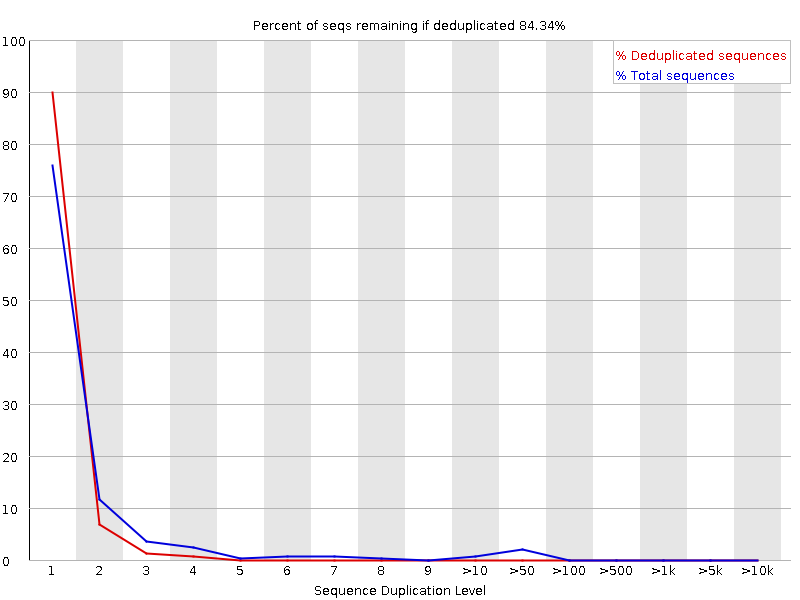 Percent of seqs remaining if deduplicated 84.34%
% Deduplicated sequences
% Total sequences
100
90
80
70
60
50
40
30
20
10
0
1 2 3 4 5 6 7 8 9 >10 >50 >100 >500 >1k >5k >10k
Sequence Duplication Level